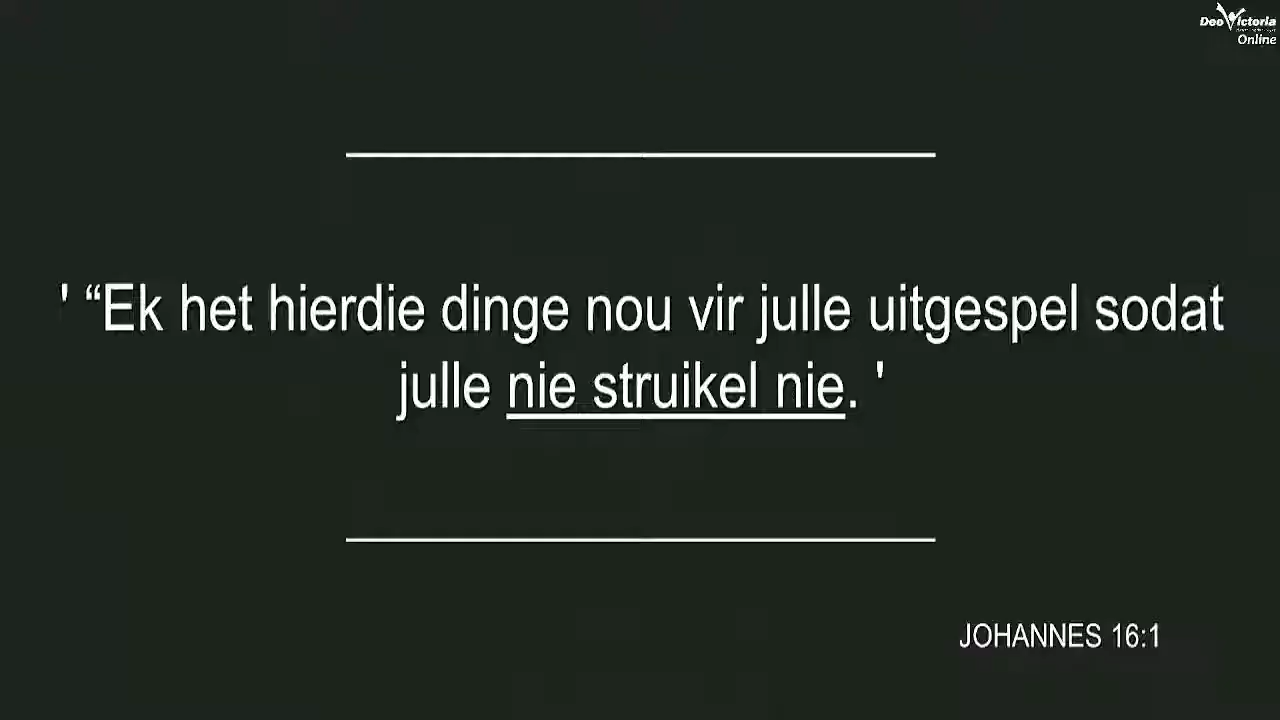 Deo Victoria
Online
' “Ek het hierdie dinge nou vir julle uitgespel sodat
julle nie struikel nie. '
JOHANNES 16:1